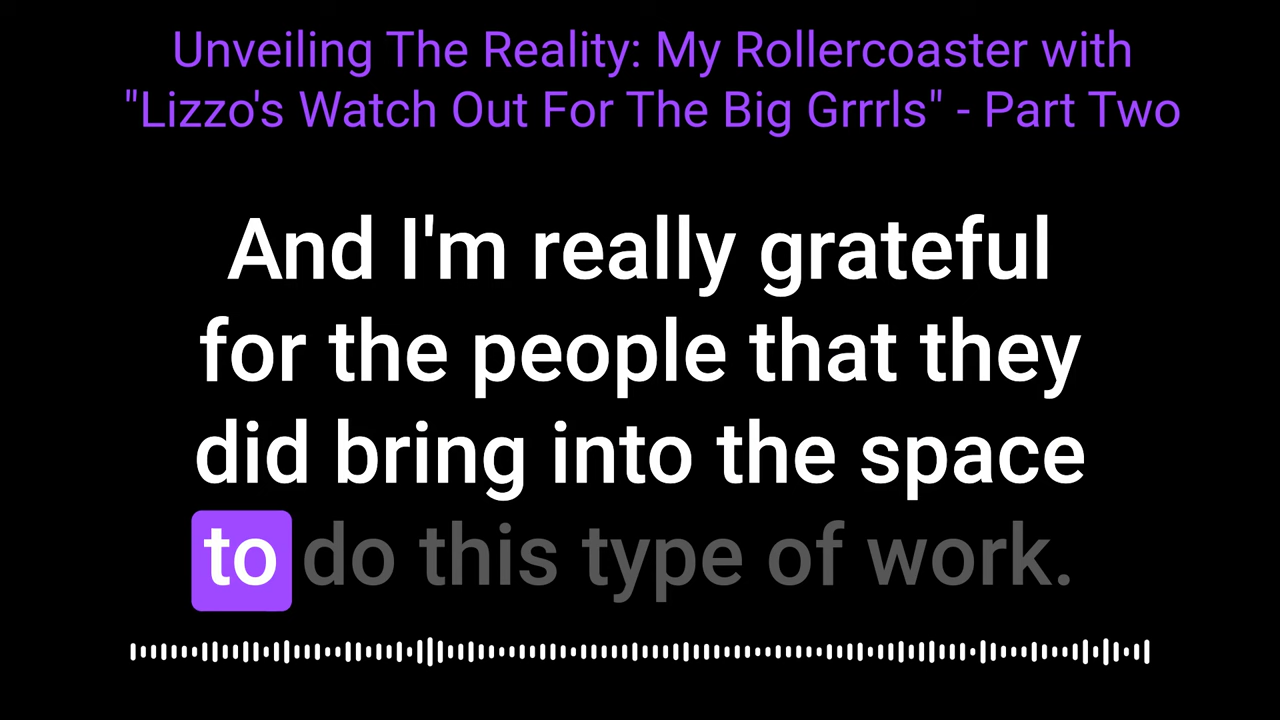 Unveiling The Reality: My Rollercoaster with
"Lizzo's Watch Out For The Big Grrrls" - Part Two
And I'm really grateful
for the people that they
did bring into the space
to do this type of work.